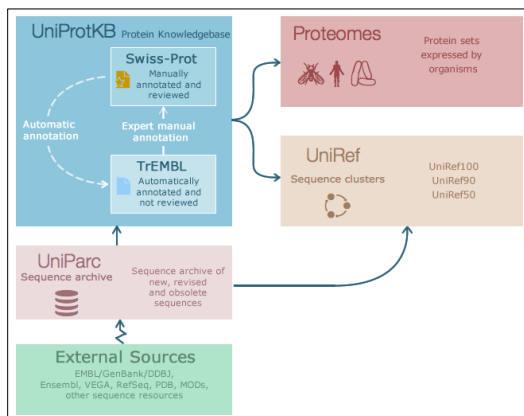 UniProtKB Protein Knowledgebase
Swiss-Prot
Manually
annotated and
reviewed
Automatic
annotation
Expert manual
annotation
TrEMBL
Automatically
annotated and
not reviewed
Proteomes
Protein sets
expressed by
organisms
UniRef
Sequence clusters
UniRef100
UniRef90
UniRef50
UniParc
Sequence archive
Sequence archive of
new, revised
and obsolete
sequences
External Sources
EMBL/GenBank/DDBJ,
Ensembl, VEGA, RefSeq, PDB, MODs,
other sequence resources